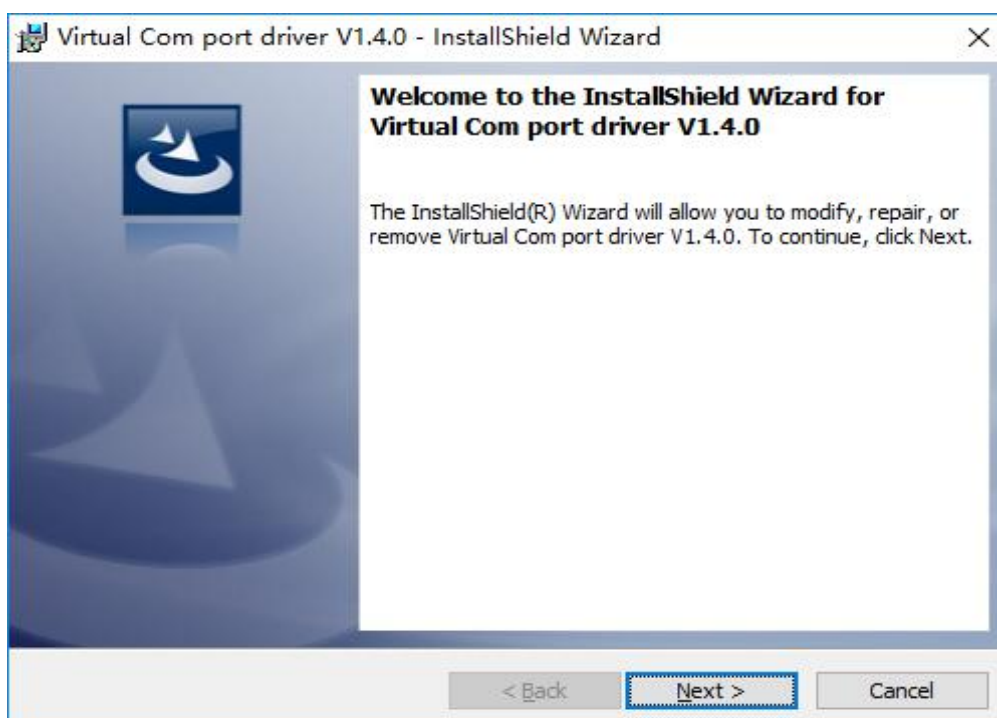 Virtual Com port driver V1.4.0 - InstallShield Wizard
Welcome to the InstallShield Wizard for
Virtual Com port driver V1.4.0
The InstallShield(R) Wizard will allow you to modify, repair, or
remove Virtual Com port driver V1.4.0. To continue, click Next.
< Back Next > Cancel